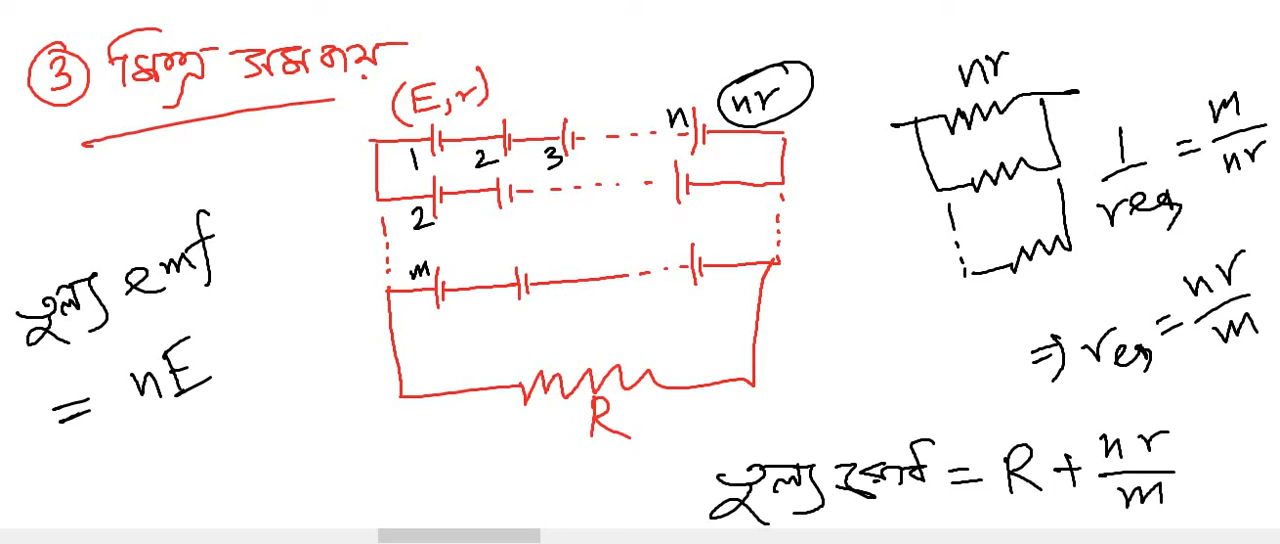 ③ মিশ্র সমবায়
(E, r)
1 2 3 n nr
2
m
R
তুল্য emf
= nE
nr
1/req = m/nr
⇒ req = nr/m
তুল্য রোধ = R + nr/m